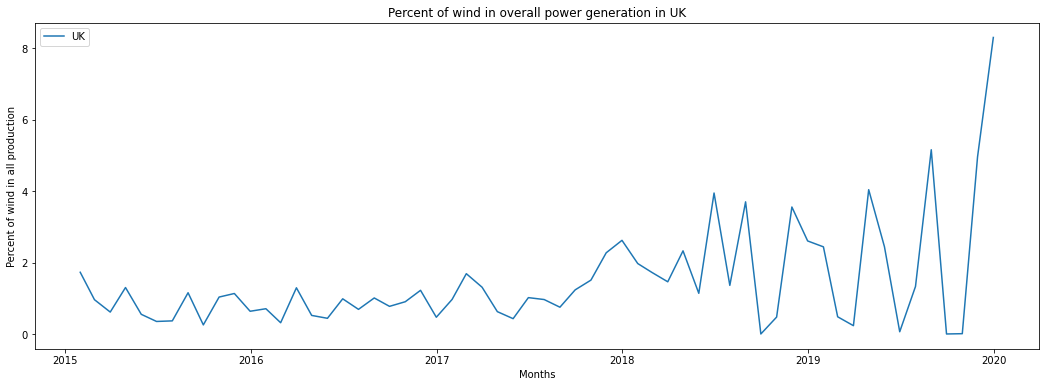 Percent of wind in overall power generation in UK
UK
Percent of wind in all production
8
6
4
2
0
2015 2016 2017 2018 2019 2020
Months